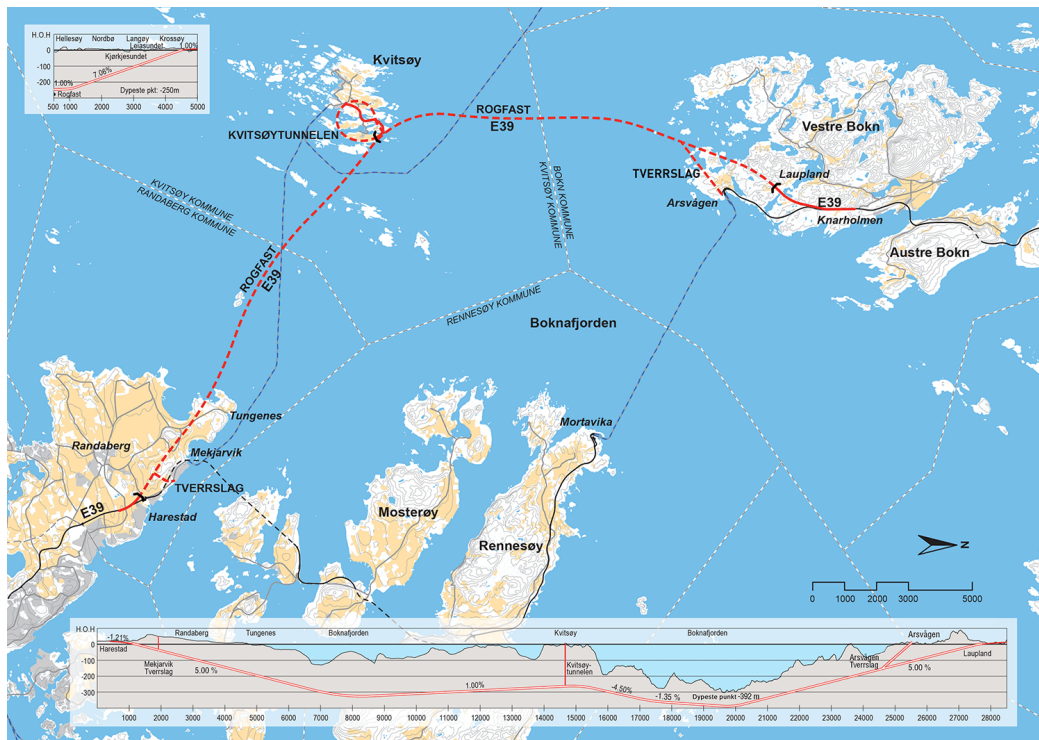 H.O.H
Hellesøy Nordbø Langøy Krossøy
Leiasundet 1.00%
0
Kjørkjesundet
-100
7.06%
-200
1.00%
Dypeste pkt: -250m
Rogfast
500 1000 2000 3000 4000 5000
Kvitsøy
KVITSØYTUNNELEN
ROGFAST
E39
Vestre Bokn
TVERRSLAG
Laupland
Arsvågen
E39
Knarholmen
Austre Bokn
KVITSØY KOMMUNE
RANDABERG KOMMUNE
BOKN KOMMUNE
KVITSØY KOMMUNE
ROGFAST
E39
RENNESØY KOMMUNE
Boknafjorden
Tungenes
Mortavika
Randaberg
Mekjarvik
TVERRSLAG
E39
Harestad
Mosterøy
Rennesøy
N
0 1000 2000 3000 5000
H.O.H
-1.21%
Randaberg Tungenes Boknafjorden Kvitsøy Boknafjorden Arsvågen
0
Harestad
Laupland
-100
Mekjarvik
Tverrslag
5.00 %
Kvitsøy-
tunnelen
Arsvågen
Tverrslag
5.00 %
-200
1.00%
-4.50%
-1.35 %
Dypeste punkt -392 m
-300
1000 2000 3000 4000 5000 6000 7000 8000 9000 10000 11000 12000 13000 14000 15000 16000 17000 18000 19000 20000 21000 22000 23000 24000 25000 26000 27000 28000